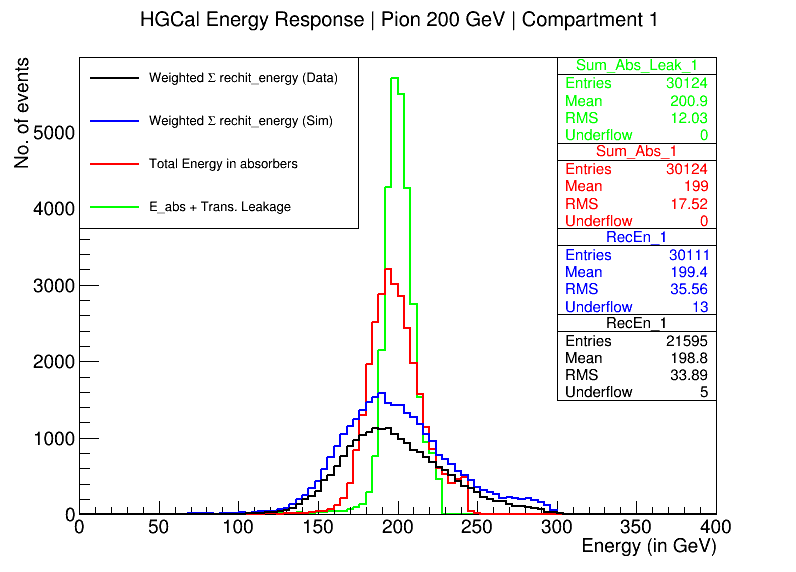 HGCal Energy Response | Pion 200 GeV | Compartment 1
No. of events
Weighted Σ rechit_energy (Data)
Weighted Σ rechit_energy (Sim)
Total Energy in absorbers
E_abs + Trans. Leakage
Sum_Abs_Leak_1
Entries 30124
Mean 200.9
RMS 12.03
Underflow 0
Sum_Abs_1
Entries 30124
Mean 199
RMS 17.52
Underflow 0
RecEn_1
Entries 30111
Mean 199.4
RMS 35.56
Underflow 13
RecEn_1
Entries 21595
Mean 198.8
RMS 33.89
Underflow 5
5000
4000
3000
2000
1000
0
0 50 100 150 200 250 300 350 400
Energy (in GeV)